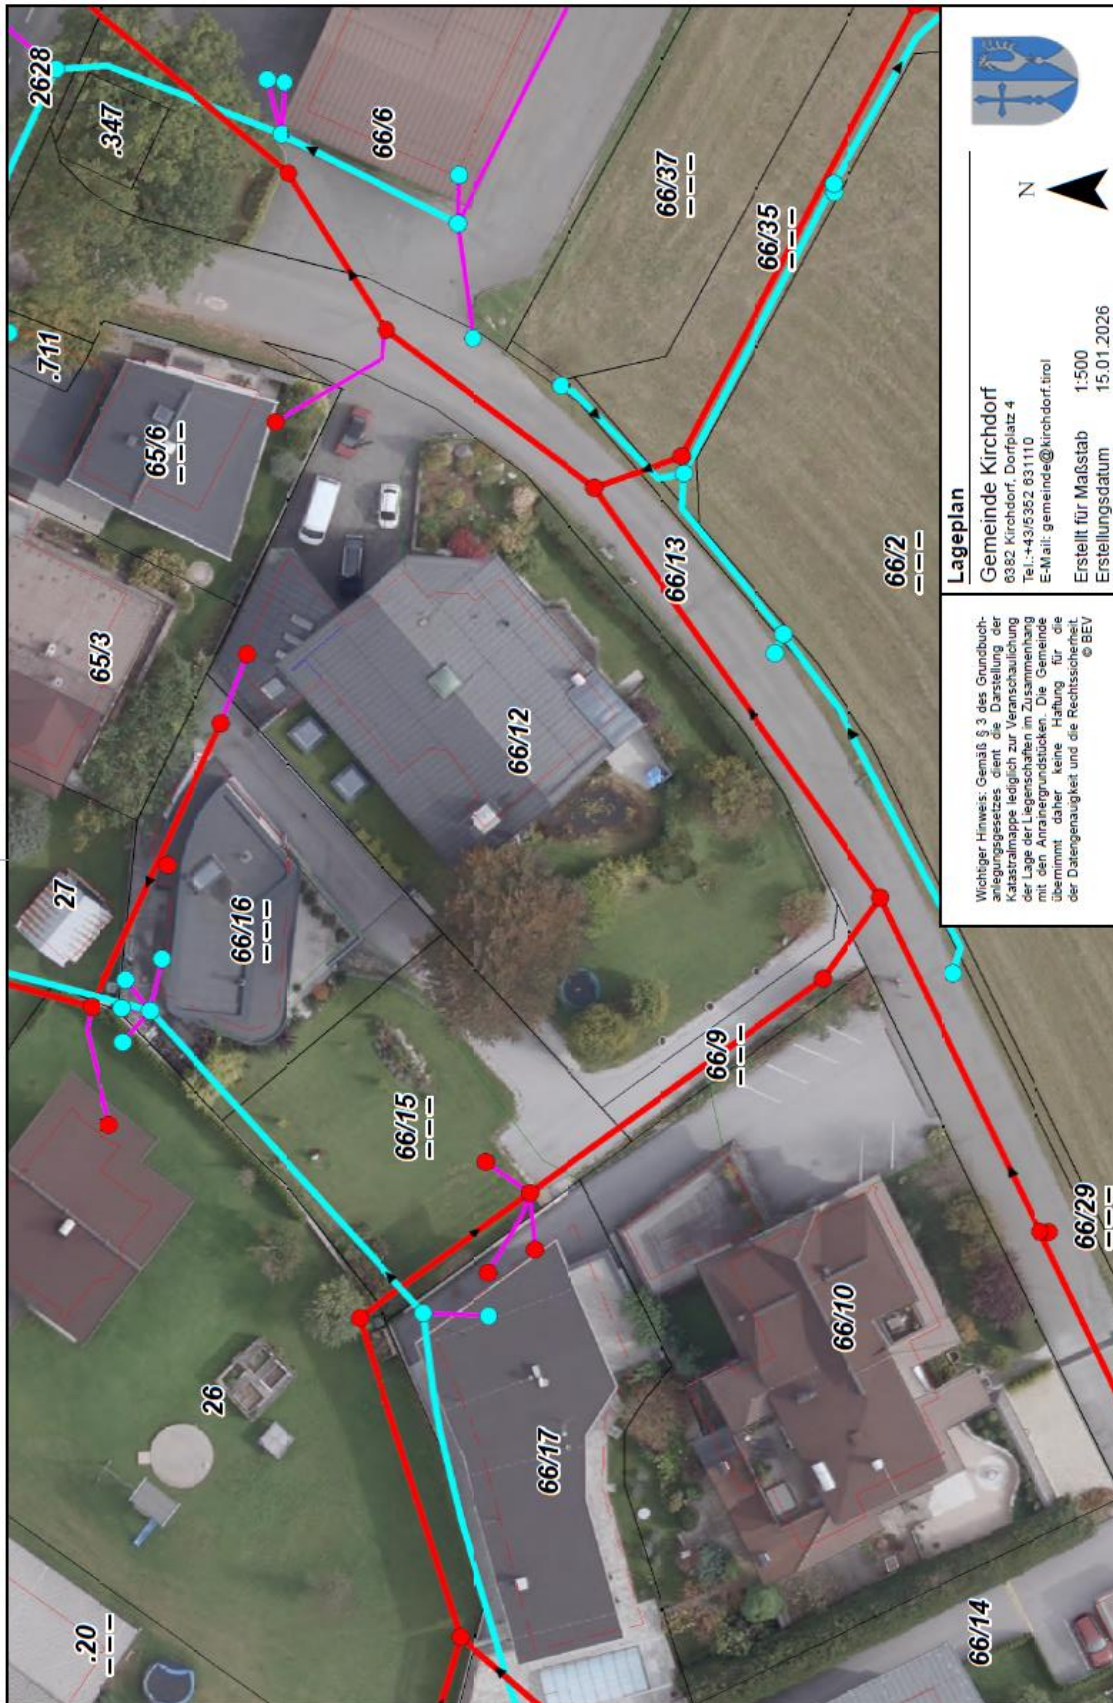 2628
.347
66/6
66/37
66/35
.711
65/6
65/3
66/13
66/2
66/12
27
66/16
66/9
66/15
66/29
66/10
26
66/17
.20
66/14
Lageplan
Gemeinde Kirchdorf
6382 Kirchdorf, Dorfplatz 4
Tel.:+43/5352 631110
E-Mail: gemeinde@kirchdorf.tirol
Erstellt für Maßstab 1:500
Erstellungsdatum 15.01.2026
N
Wichtiger Hinweis: Gemäß § 3 des Grundbuch-
anlegungsgesetzes dient die Darstellung der
Katastralmappe lediglich zur Veranschaulichung
der Lage der Liegenschaften im Zusammenhang
mit den Anrainergrundstücken. Die Gemeinde
übernimmt daher keine Haftung für die
der Datengenauigkeit und die Rechtssicherheit.
© BEV